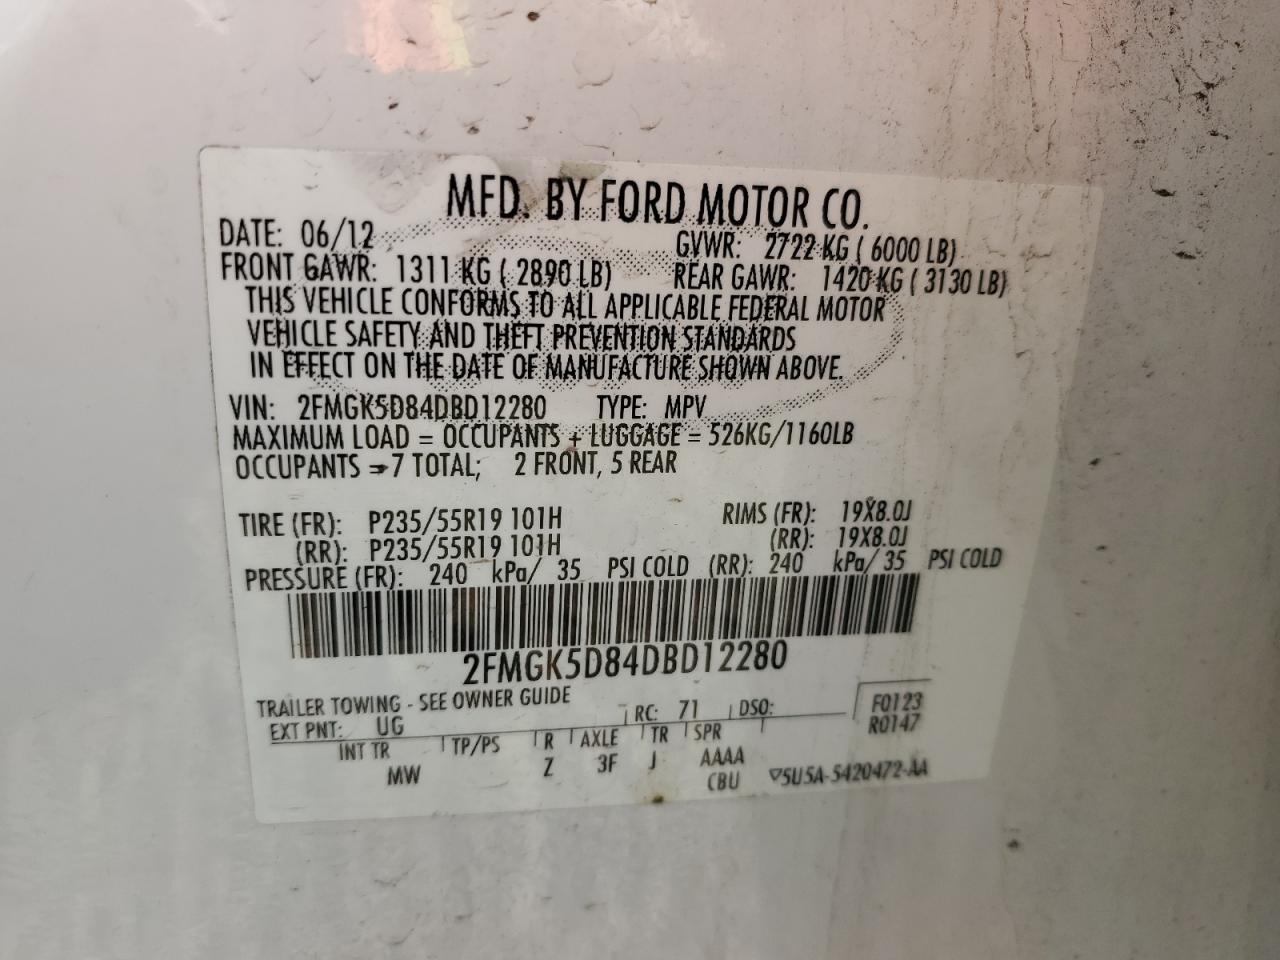 MFD. BY FORD MOTOR CO.
DATE: 06/12 GVWR: 2722 KG ( 6000 LB)
FRONT GAWR: 1311 KG ( 2890 LB) REAR GAWR: 1420 KG ( 3130 LB)
THIS VEHICLE CONFORMS TO ALL APPLICABLE FEDERAL MOTOR
VEHICLE SAFETY AND THEFT PREVENTION STANDARDS
IN EFFECT ON THE DATE OF MANUFACTURE SHOWN ABOVE.
VIN: 2FMGK5D84DBD12280 TYPE: MPV
MAXIMUM LOAD = OCCUPANTS + LUGGAGE = 526KG/1160LB
OCCUPANTS = 7 TOTAL; 2 FRONT, 5 REAR
TIRE (FR): P235/55R19 101H RIMS (FR): 19X8.0J
(RR): P235/55R19 101H (RR): 19X8.0J
PRESSURE (FR): 240 kPa/ 35 PSI COLD (RR): 240 kPa/ 35 PSI COLD
2FMGK5D84DBD12280
TRAILER TOWING - SEE OWNER GUIDE
EXT PNT: UG RC: 71 DSO: F0123
R0147
INT TR TP/PS R AXLE TR SPR
MW Z 3F J AAAA
CBU ▽5U5A-5420472-AA